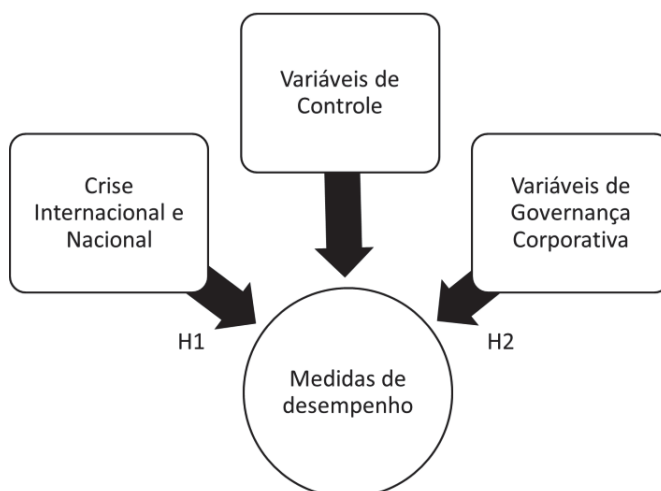 Variáveis de
Controle
Crise
Internacional e
Nacional
Variáveis de
Governança
Corporativa
H1
H2
Medidas de
desempenho